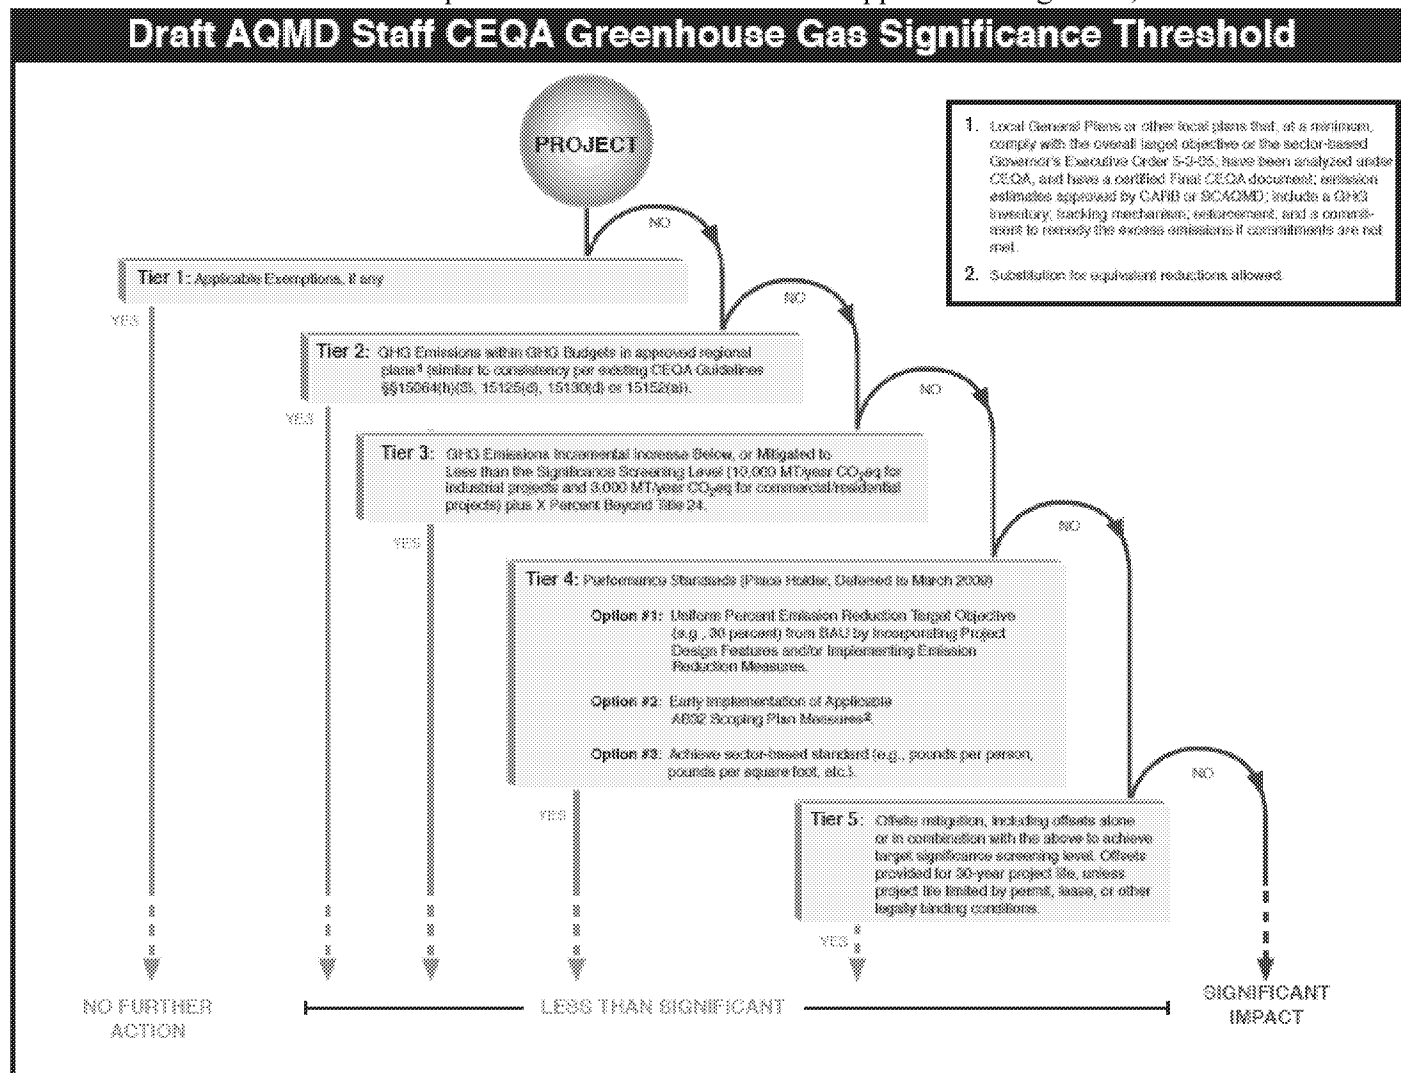 Draft AQMD Staff CEQA Greenhouse Gas Significance Threshold
PROJECT
1. Local General Plans or other local plans that, at a minimum,
comply with the overall target objective or the sector-based
Governor's Executive Order S-3-05; have been analyzed under
CEQA, and have a certified Final CEQA document; emission
estimates approved by CARB or SCAQMD; include a GHG
inventory; tracking mechanism; enforcement; and a commit-
ment to remedy the excess emissions if commitments are not
met.
2. Substitution for equivalent reductions allowed.
NO
Tier 1: Applicable Exemptions, if any
YES
NO
Tier 2: GHG Emissions within GHG Budgets in approved regional
plans1 (similar to consistency per existing CEQA Guidelines
§§15064(h)(3), 15125(d), 15130(d) or 15152(a)).
YES
NO
Tier 3: GHG Emissions Incremental Increase Below, or Mitigated to
Less than the Significance Screening Level (10,000 MT/year CO2eq for
industrial projects and 3,000 MT/year CO2eq for commercial/residential
projects) plus X Percent Beyond Title 24.
YES
NO
Tier 4: Performance Standards (Place Holder, Deferred to March 2009)
Option #1: Uniform Percent Emission Reduction Target Objective
(e.g., 30 percent) from BAU by Incorporating Project
Design Features and/or Implementing Emission
Reduction Measures.
Option #2: Early Implementation of Applicable
AB32 Scoping Plan Measures2
Option #3: Achieve sector-based standard (e.g., pounds per person,
pounds per square foot, etc.).
YES
NO
Tier 5: Offsite mitigation, including offsets alone
or in combination with the above to achieve
target significance screening level. Offsets
provided for 30-year project life, unless
project life limited by permit, lease, or other
legally binding conditions.
YES
NO FURTHER
ACTION
LESS THAN SIGNIFICANT
SIGNIFICANT
IMPACT